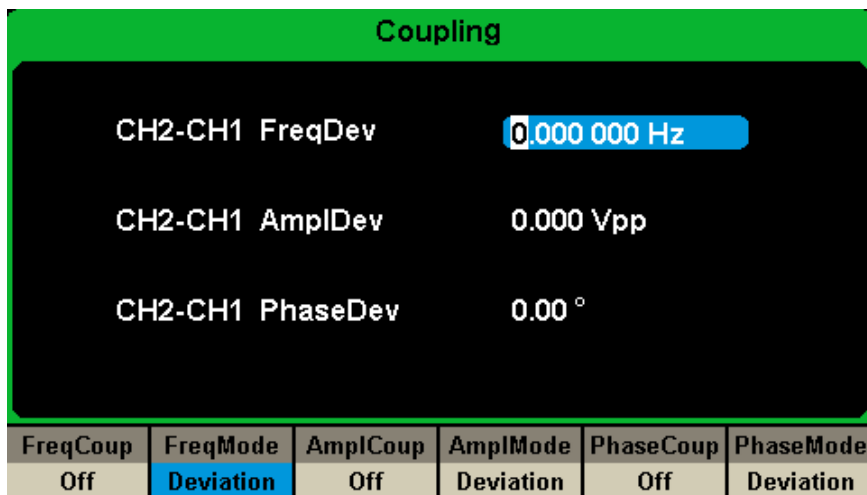 Coupling
CH2-CH1 FreqDev 0.000 000 Hz
CH2-CH1 AmplDev 0.000 Vpp
CH2-CH1 PhaseDev 0.00 °
FreqCoup FreqMode AmplCoup AmplMode PhaseCoup PhaseMode
Off Deviation Off Deviation Off Deviation